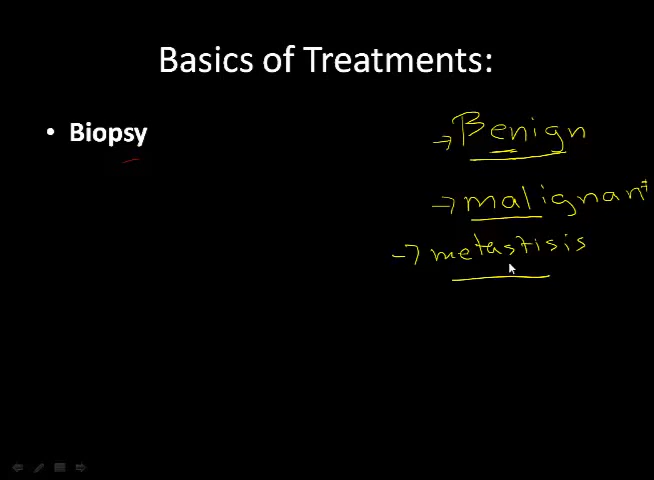 Basics of Treatments:
• Biopsy
→ Benign
→ malignant
→ metastisis